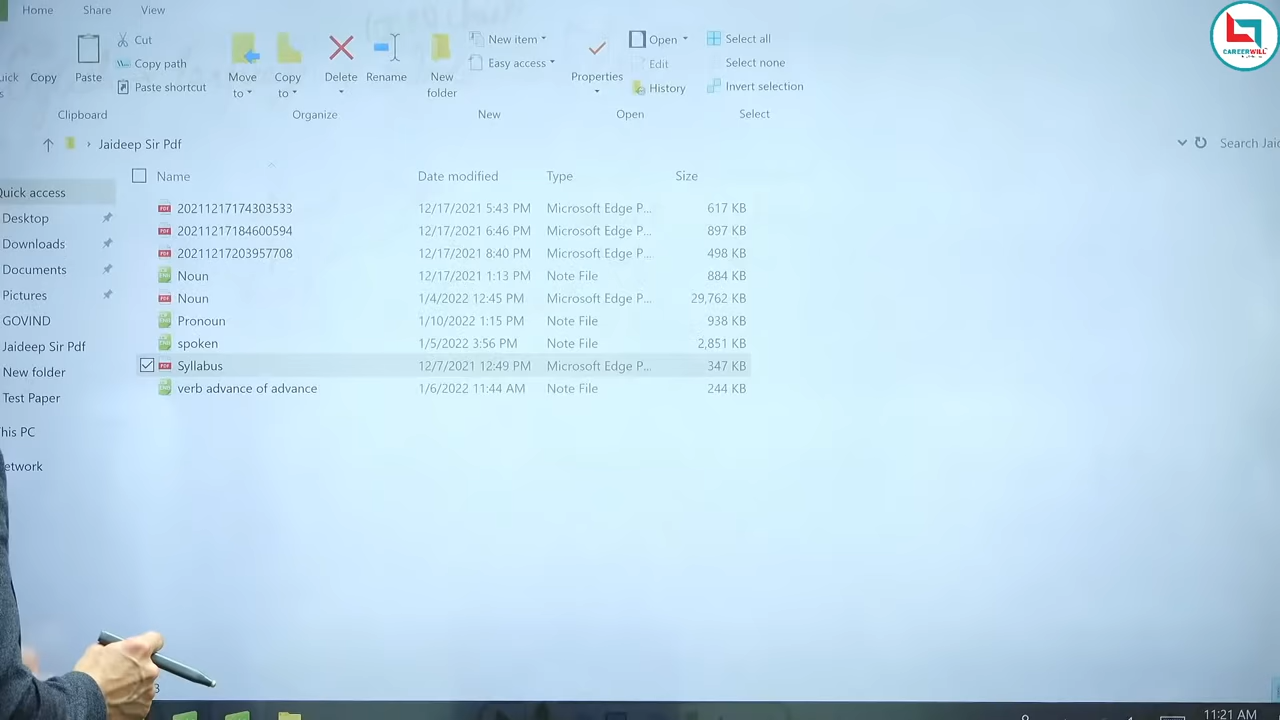 Home Share View
Cut
Copy path
Paste shortcut
Copy Paste
Clipboard
Move to
Copy to
Delete
Rename
Organize
New folder
New item
Easy access
New
Properties
Open
Edit
History
Open
Select all
Select none
Invert selection
Select
CAREERWILL
› Jaideep Sir Pdf
Name Date modified Type Size
Quick access
Desktop
Downloads
Documents
Pictures
GOVIND
Jaideep Sir Pdf
New folder
Test Paper
20211217174303533 12/17/2021 5:43 PM Microsoft Edge P... 617 KB
20211217184600594 12/17/2021 6:46 PM Microsoft Edge P... 897 KB
20211217203957708 12/17/2021 8:40 PM Microsoft Edge P... 498 KB
Noun 12/17/2021 1:13 PM Note File 884 KB
Noun 1/4/2022 12:45 PM Microsoft Edge P... 29,762 KB
Pronoun 1/10/2022 1:15 PM Note File 938 KB
spoken 1/5/2022 3:56 PM Note File 2,851 KB
Syllabus 12/7/2021 12:49 PM Microsoft Edge P... 347 KB
verb advance of advance 1/6/2022 11:44 AM Note File 244 KB
Search
11:21 AM